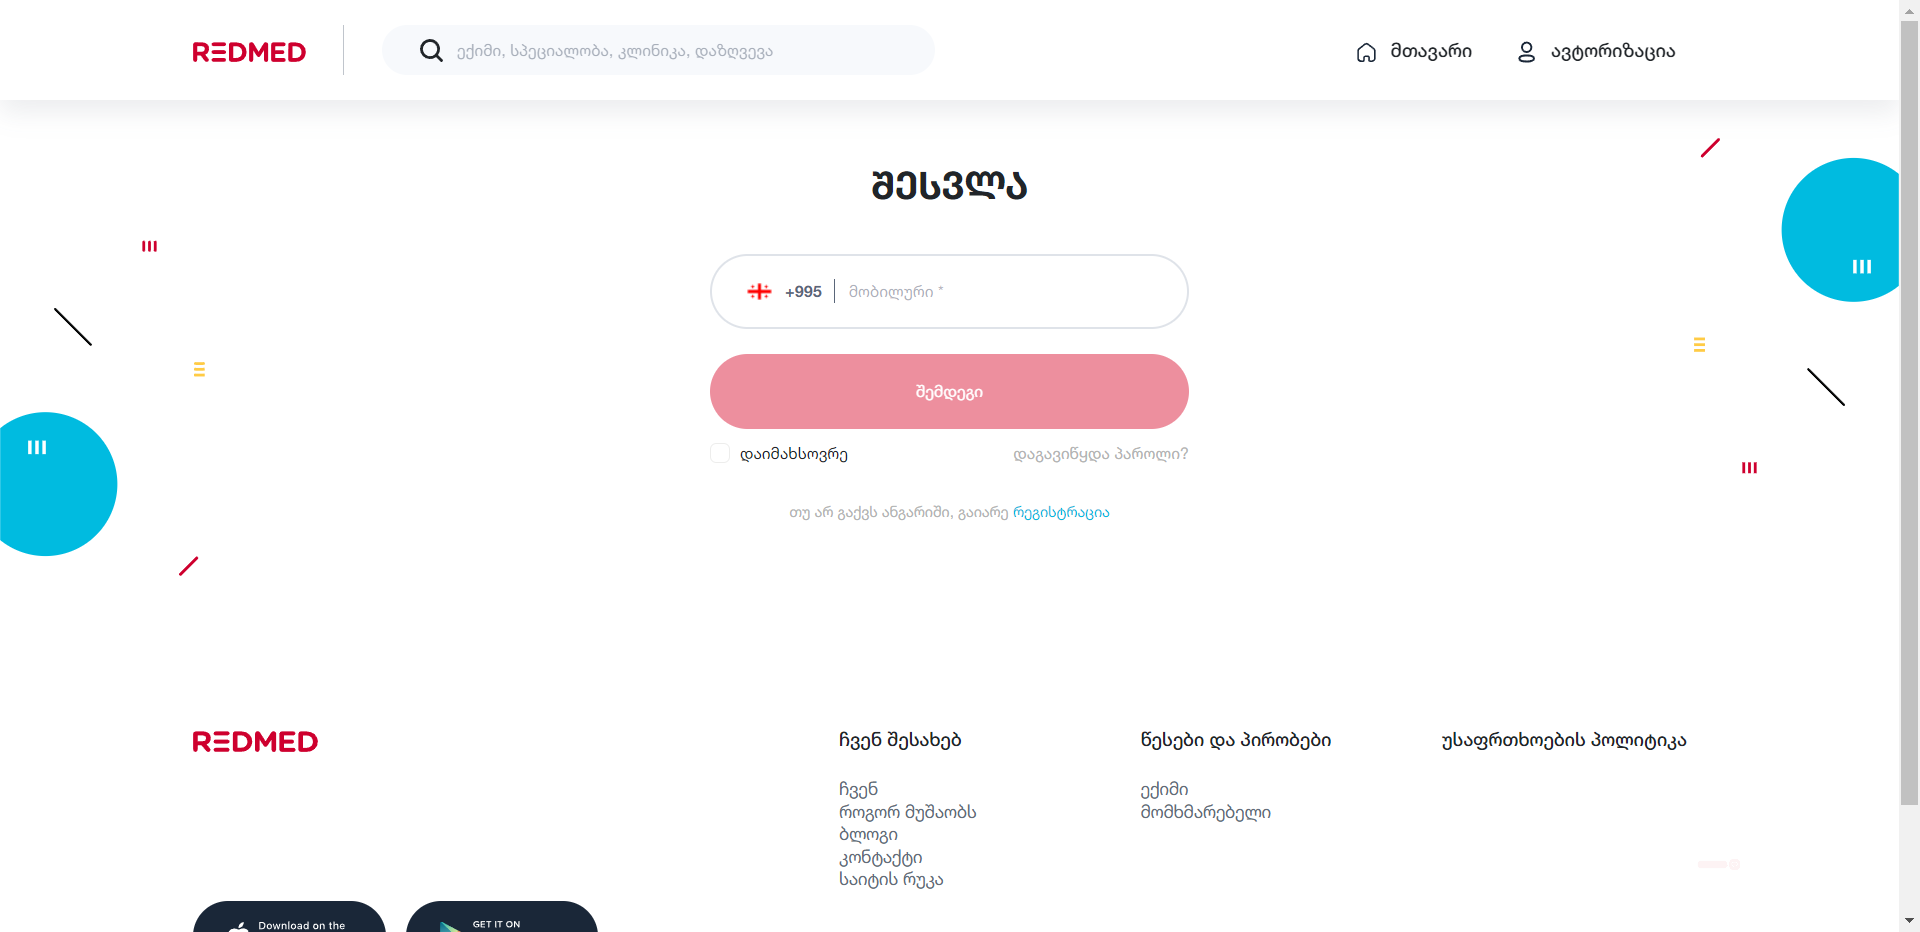 REDMED
ექიმი, სპეციალობა, კლინიკა, დაზღვევა
მთავარი
ავტორიზაცია
შესვლა
+995
მობილური *
შემდეგი
დაიმახსოვრე
დაგავიწყდა პაროლი?
თუ არ გაქვს ანგარიში, გაიარე რეგისტრაცია
REDMED
ჩვენ შესახებ
ჩვენ
როგორ მუშაობს
ბლოგი
კონტაქტი
საიტის რუკა
წესები და პირობები
ექიმი
მომხმარებელი
უსაფრთხოების პოლიტიკა
Download on the
GET IT ON